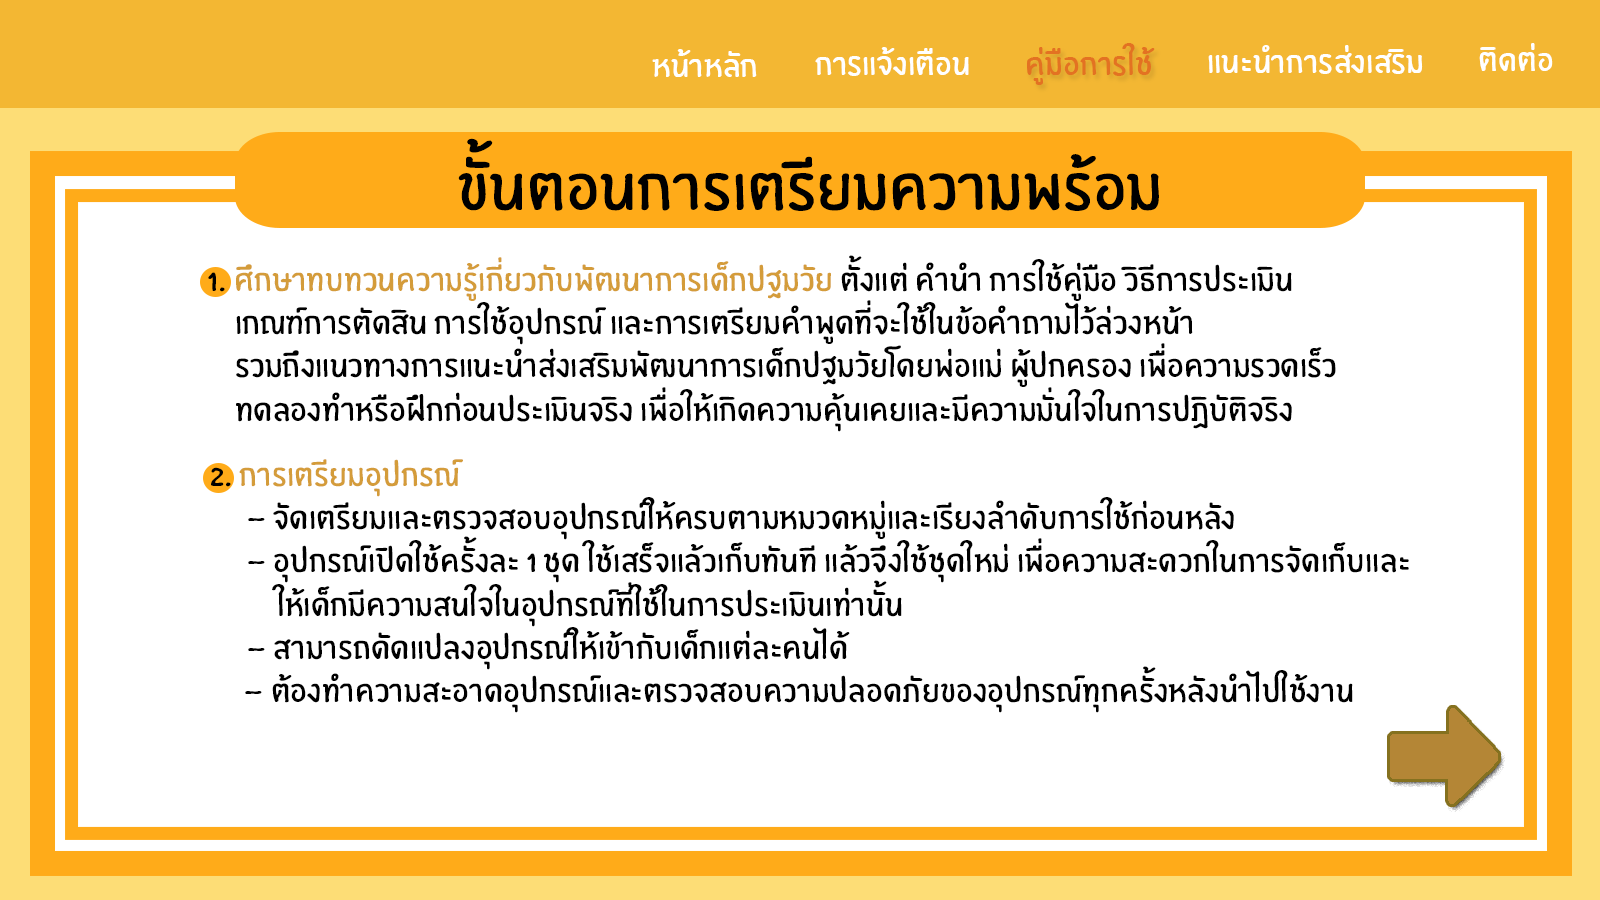 หน้าหลัก การแจ้งเตือน คู่มือการใช้ แนะนำการส่งเสริม ติดต่อ
ขั้นตอนการเตรียมความพร้อม
1. ศึกษาทบทวนความรู้เกี่ยวกับพัฒนาการเด็กปฐมวัย ตั้งแต่ คำนำ การใช้คู่มือ วิธีการประเมิน
เกณฑ์การตัดสิน การใช้อุปกรณ์ และการเตรียมคำพูดที่จะใช้ในข้อคำถามไว้ล่วงหน้า
รวมถึงแนวทางการแนะนำส่งเสริมพัฒนาการเด็กปฐมวัยโดยพ่อแม่ ผู้ปกครอง เพื่อความรวดเร็ว
ทดลองทำหรือฝึกก่อนประเมินจริง เพื่อให้เกิดความคุ้นเคยและมีความมั่นใจในการปฏิบัติจริง
2. การเตรียมอุปกรณ์
– จัดเตรียมและตรวจสอบอุปกรณ์ให้ครบตามหมวดหมู่และเรียงลำดับการใช้ก่อนหลัง
– อุปกรณ์เปิดใช้ครั้งละ 1 ชุด ใช้เสร็จแล้วเก็บทันที แล้วจึงใช้ชุดใหม่ เพื่อความสะดวกในการจัดเก็บและ
ให้เด็กมีความสนใจในอุปกรณ์ที่ใช้ในการประเมินเท่านั้น
– สามารถดัดแปลงอุปกรณ์ให้เข้ากับเด็กแต่ละคนได้
– ต้องทำความสะอาดอุปกรณ์และตรวจสอบความปลอดภัยของอุปกรณ์ทุกครั้งหลังนำไปใช้งาน